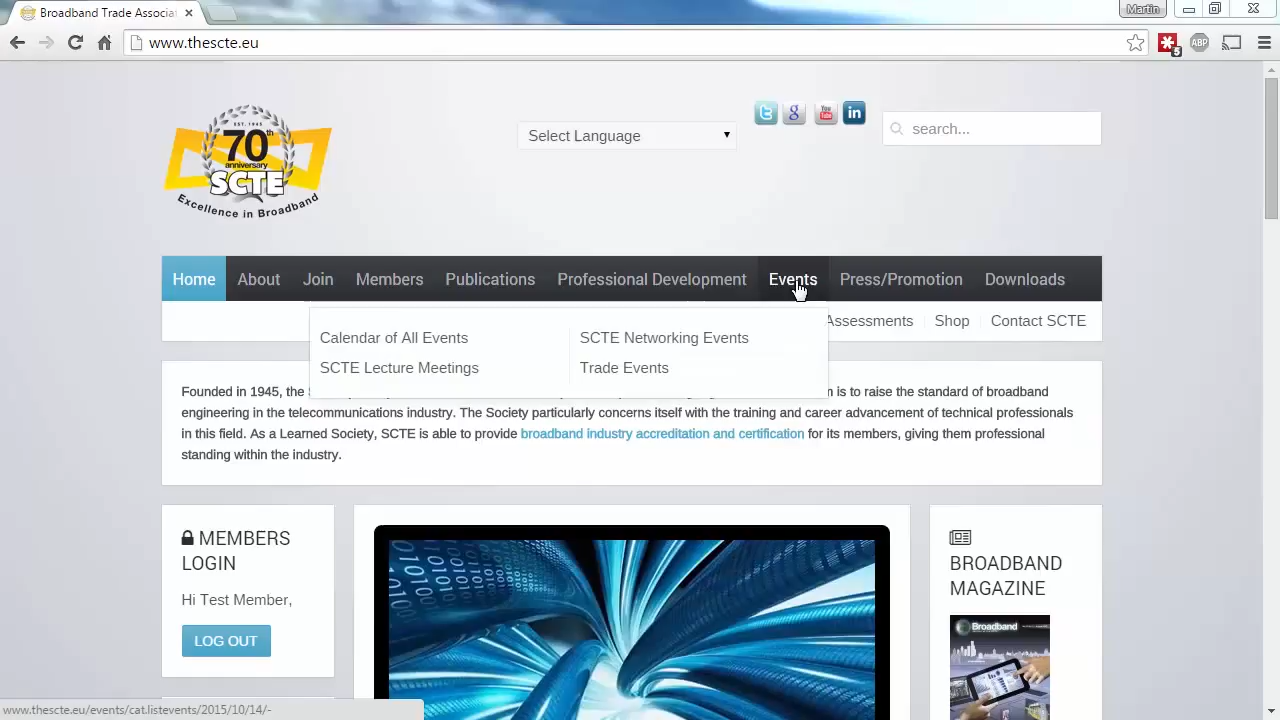 Broadband Trade Associat
Martin
www.thescte.eu
5
ABP
EST. 1945
70th
anniversary
SCTE
Excellence in Broadband
Select Language
You
Tube
in
search...
Home About Join Members Publications Professional Development Events Press/Promotion Downloads
Assessments Shop Contact SCTE
Calendar of All Events SCTE Networking Events
SCTE Lecture Meetings Trade Events
Founded in 1945, the
m is to raise the standard of broadband
engineering in the telecommunications industry. The Society particularly concerns itself with the training and career advancement of technical professionals
in this field. As a Learned Society, SCTE is able to provide broadband industry accreditation and certification for its members, giving them professional
standing within the industry.
MEMBERS
LOGIN
Hi Test Member,
LOG OUT
BROADBAND
MAGAZINE
Broadband
www.thescte.eu/events/cat.listevents/2015/10/14/-